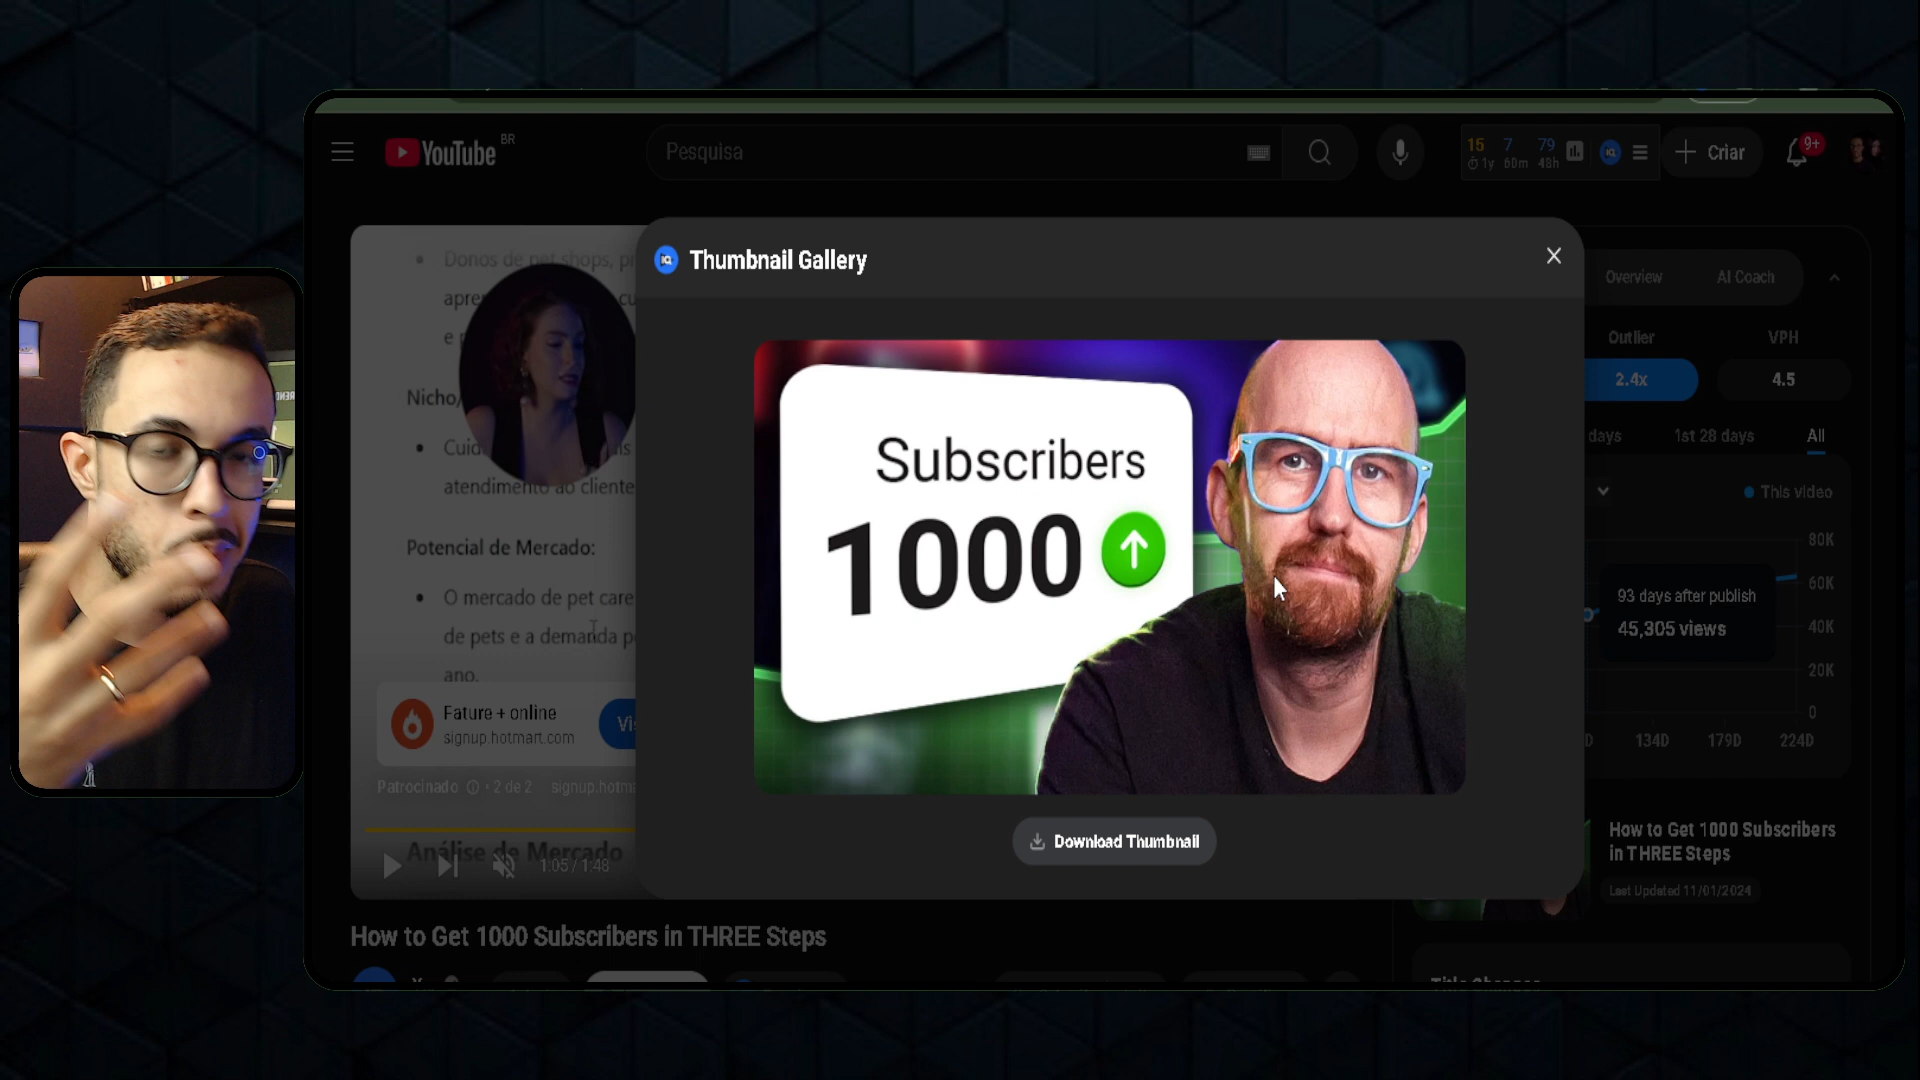 YouTube BR
Pesquisa
15 7 79
1y 60m 48h
Criar
9+
Donos de pet shops,
e
Nicho/
atendimento ao cliente
Potencial de Mercado:
O mercado de pet care
de pets e a demanda
ano.
Fature + online
signup.hotmart.com
Patrocinado • 2 de 2
Análise de Mercado
1:05 / 1:48
How to Get 1000 Subscribers in THREE Steps
Thumbnail Gallery
Subscribers
1000
Download Thumbnail
Overview AI Coach
Outlier VPH
2.4x 4.5
days 1st 28 days All
This video
80K
60K
40K
20K
0
93 days after publish
45,305 views
134D 179D 224D
How to Get 1000 Subscribers
in THREE Steps
Last Updated 11/01/2024